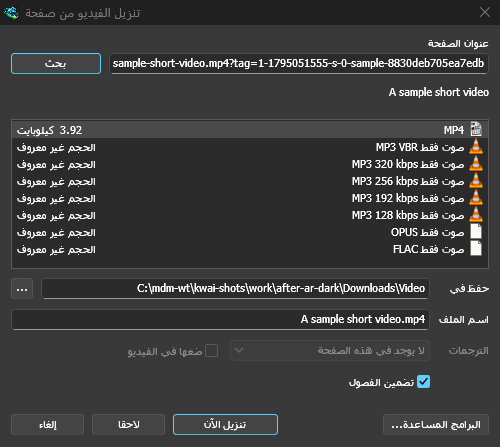 تنزيل الفيديو من صفحة
عنوان الصفحة
sample-short-video.mp4?tag=1-1795051555-s-0-sample-8830deb705ea7edb
بحث
A sample short video
MP4 3.92 كيلوبايت
صوت فقط MP3 VBR الحجم غير معروف
صوت فقط MP3 320 kbps الحجم غير معروف
صوت فقط MP3 256 kbps الحجم غير معروف
صوت فقط MP3 192 kbps الحجم غير معروف
صوت فقط MP3 128 kbps الحجم غير معروف
صوت فقط OPUS الحجم غير معروف
صوت فقط FLAC الحجم غير معروف
حفظ في C:\mdm-wt\kwai-shots\work\after-ar-dark\Downloads\Video ...
اسم الملف A sample short video.mp4
الترجمات لا يوجد في هذه الصفحة ضعها في الفيديو
تضمين الفصول
البرامج المساعدة... تنزيل الآن لاحقا إلغاء